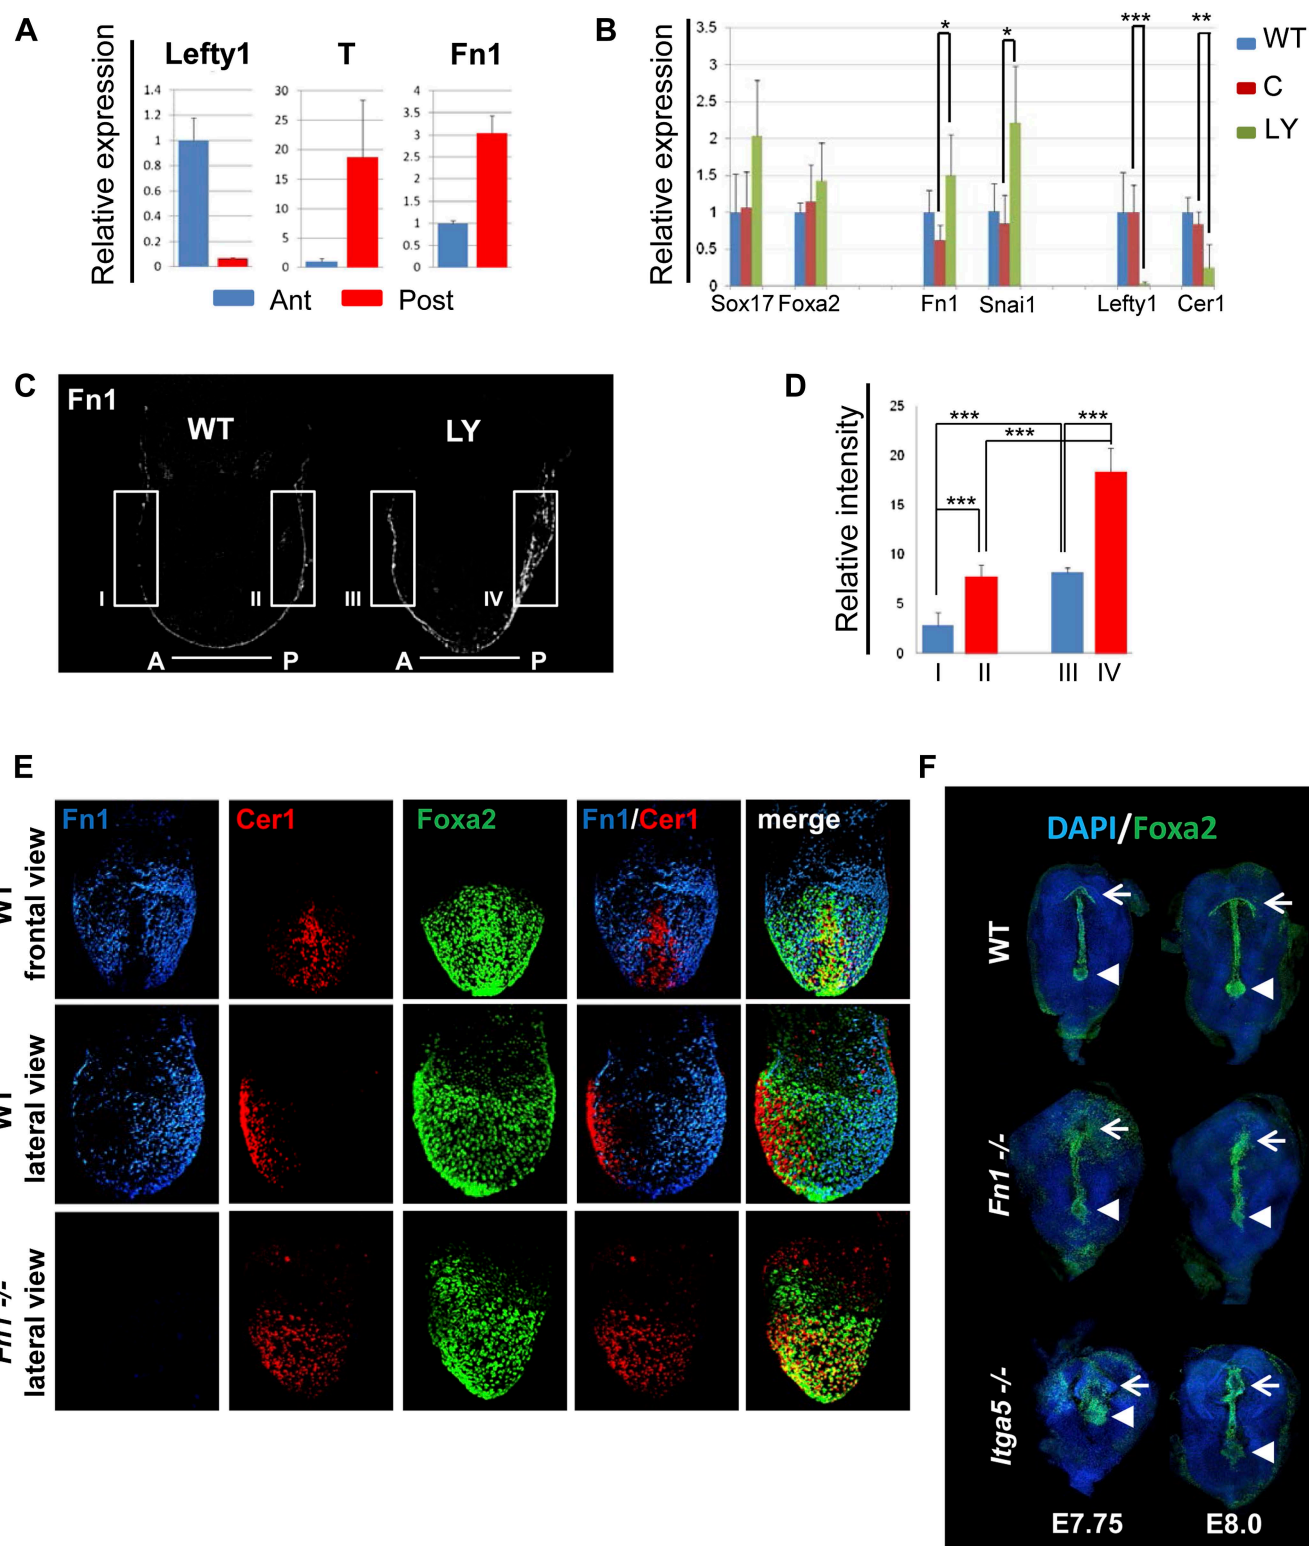 A
Relative expression
Lefty1
T
Fn1
1.4
1.2
1
0.8
0.6
0.4
0.2
0
30
25
20
15
10
5
0
4
3.5
3
2.5
2
1.5
1
0.5
0
Ant
Post
B
Relative expression
3.5
3
2.5
2
1.5
1
0.5
0
*
*
***
**
WT
C
LY
Sox17 Foxa2 Fn1 Snai1 Lefty1 Cer1
C
Fn1
WT
LY
I
II
III
IV
A
P
A
P
D
Relative intensity
25
20
15
10
5
0
***
***
***
***
I II III IV
E
Fn1
Cer1
Foxa2
Fn1/Cer1
merge
WT
frontal view
WT
lateral view
Fn1 -/-
lateral view
F
DAPI/Foxa2
WT
Fn1 -/-
Itga5 -/-
E7.75 E8.0